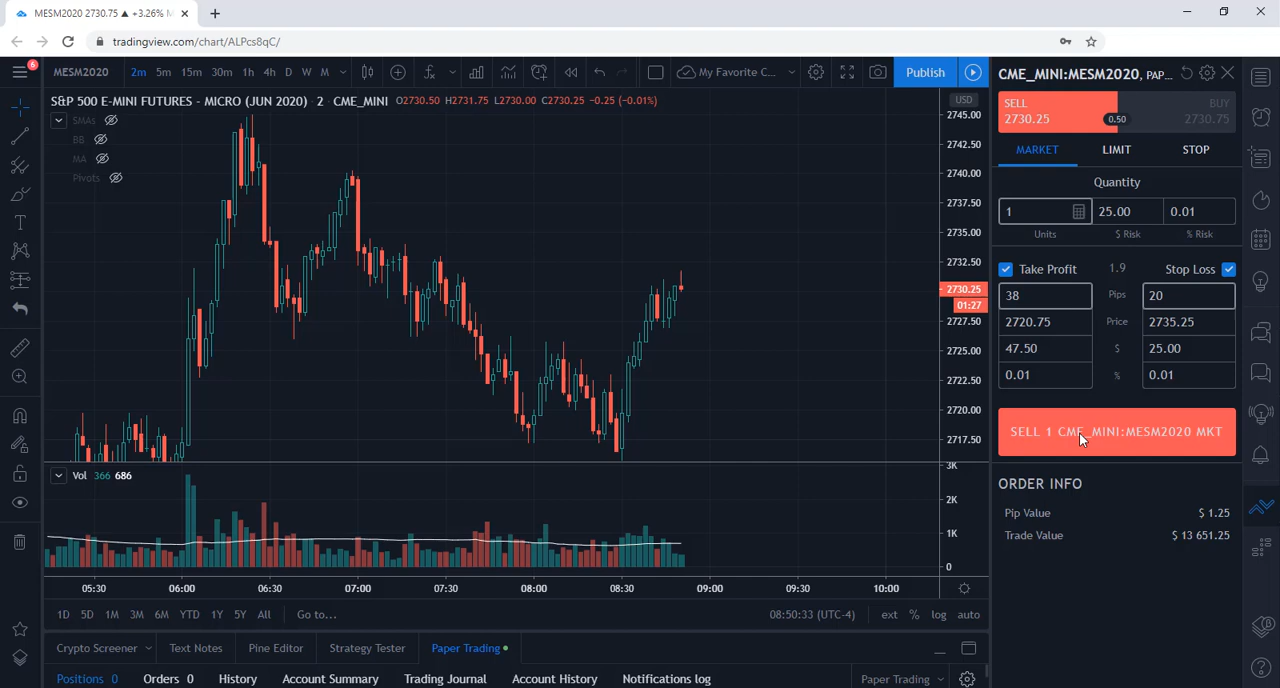 MESM2020 2730.75 ▲ +3.26% M
tradingview.com/chart/ALPcs8qC/
6
MESM2020 2m 5m 15m 30m 1h 4h D W M
My Favorite C...
Publish
S&P 500 E-MINI FUTURES - MICRO (JUN 2020) · 2 · CME_MINI O2730.50 H2731.75 L2730.00 C2730.25 -0.25 (-0.01%)
SMAs
BB
MA
Pivots
USD
2745.00
2742.50
2740.00
2737.50
2735.00
2732.50
2730.25
01:27
2727.50
2725.00
2722.50
2720.00
2717.50
Vol 366 686
3K
2K
1K
0
05:30 06:00 06:30 07:00 07:30 08:00 08:30 09:00 09:30 10:00
1D 5D 1M 3M 6M YTD 1Y 5Y All Go to... 08:50:33 (UTC-4) ext % log auto
Crypto Screener Text Notes Pine Editor Strategy Tester Paper Trading
Positions 0 Orders 0 History Account Summary Trading Journal Account History Notifications log Paper Trading
CME_MINI:MESM2020, PAP...
SELL BUY
2730.25 0.50 2730.75
MARKET LIMIT STOP
Quantity
1 25.00 0.01
Units $ Risk % Risk
Take Profit 1.9 Stop Loss
38 Pips 20
2720.75 Price 2735.25
47.50 $ 25.00
0.01 % 0.01
SELL 1 CME_MINI:MESM2020 MKT
ORDER INFO
Pip Value $ 1.25
Trade Value $ 13 651.25